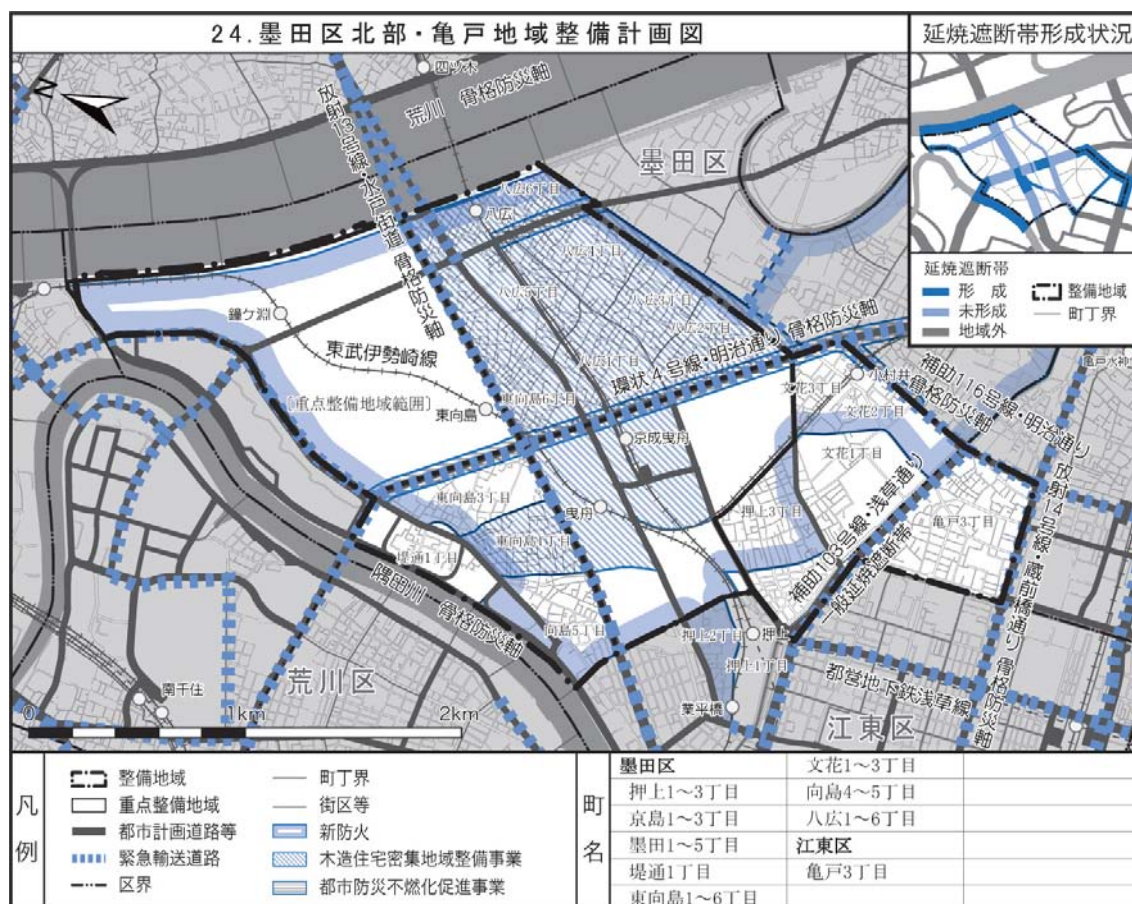 24.墨田区北部・亀戸地域整備計画図
延焼遮断帯形成状況
延焼遮断帯
形 成
未形成
地域外
整備地域
町丁界
N
四ツ木
荒川 骨格防災軸
放射13号線・水戸街道 骨格防災軸
墨田区
八広6丁目
八広
八広4丁目
八広5丁目
八広3丁目
八広2丁目
八広1丁目
鐘ケ淵
東武伊勢崎線
[重点整備地域範囲]
東向島
東向島6丁目
環状4号線・明治通り 骨格防災軸
京成曳舟
曳舟
文花3丁目
小村井
文花2丁目
文花1丁目
補助116号線・明治通り
骨格防災軸
亀戸水神
東向島3丁目
東向島1丁目
堤通1丁目
向島5丁目
押上3丁目
押上2丁目
押上
押上1丁目
業平橋
亀戸3丁目
補助103号線・浅草通り
一般延焼遮断帯
放射14号線・蔵前橋通り 骨格防災軸
都営地下鉄浅草線
隅田川 骨格防災軸
荒川区
南千住
江東区
0
1km
2km
凡例
整備地域
重点整備地域
都市計画道路等
緊急輸送道路
区界
町丁界
街区等
新防火
木造住宅密集地域整備事業
都市防災不燃化促進事業
町名
墨田区
押上1〜3丁目
京島1〜3丁目
墨田1〜5丁目
堤通1丁目
東向島1〜6丁目
文花1〜3丁目
向島4〜5丁目
八広1〜6丁目
江東区
亀戸3丁目